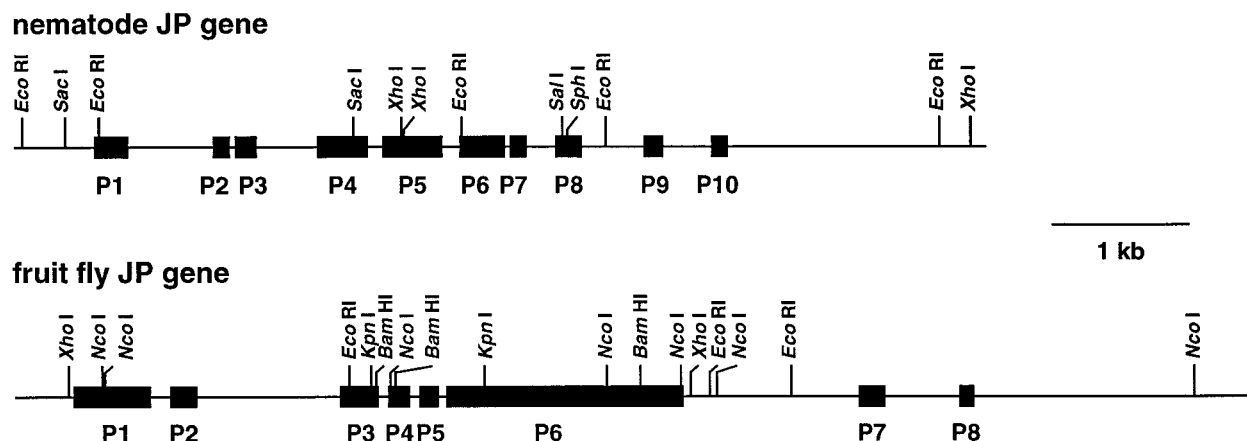 nematode JP gene
Eco RI Sac I Eco RI Sac I Xho I Xho I Eco RI Sal I Sph I Eco RI Eco RI Xho I
P1 P2 P3 P4 P5 P6 P7 P8 P9 P10
1 kb
fruit fly JP gene
Xho I Nco I Nco I Eco RI Kpn I Bam HI Nco I Bam HI Kpn I Nco I Bam HI Nco I Xho I Eco RI Nco I Eco RI Nco I
P1 P2 P3 P4 P5 P6 P7 P8